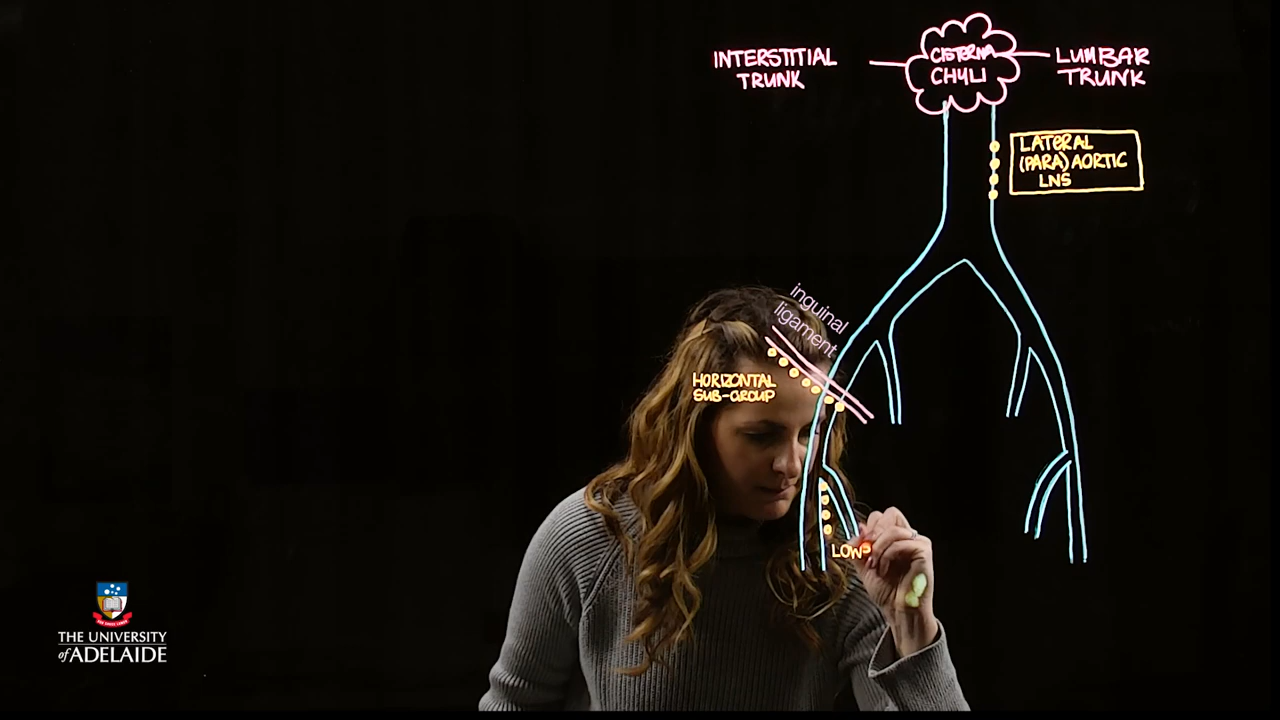 INTERSTITIAL
TRUNK
CISTERNA
CHYLI
LUMBAR
TRUNK
LATERAL
(PARA) AORTIC
LNS
inguinal
ligament
HORIZONTAL
SUB-GROUP
LOW
THE UNIVERSITY
of ADELAIDE